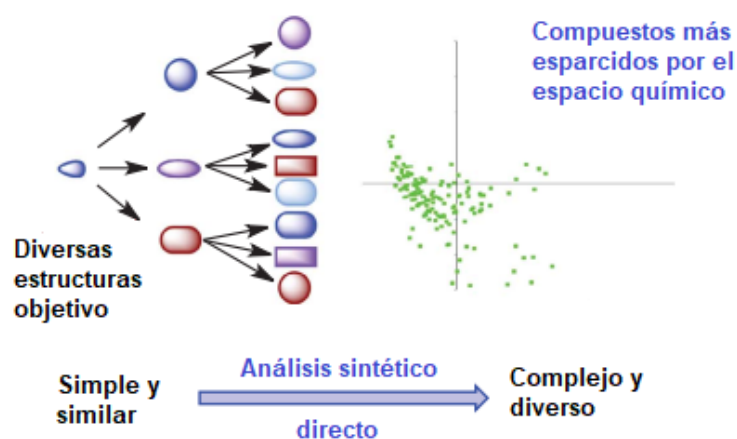 Compuestos más
esparcidos por el
espacio químico
Diversas
estructuras
objetivo
Simple y
similar
Análisis sintético
directo
Complejo y
diverso